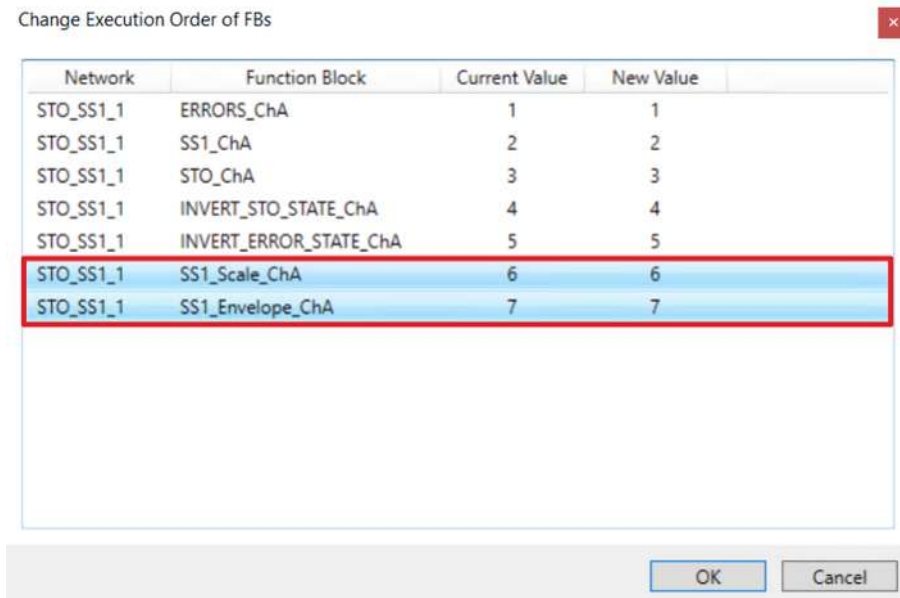 Change Execution Order of FBs
×
Network Function Block Current Value New Value
STO_SS1_1 ERRORS_ChA 1 1
STO_SS1_1 SS1_ChA 2 2
STO_SS1_1 STO_ChA 3 3
STO_SS1_1 INVERT_STO_STATE_ChA 4 4
STO_SS1_1 INVERT_ERROR_STATE_ChA 5 5
STO_SS1_1 SS1_Scale_ChA 6 6
STO_SS1_1 SS1_Envelope_ChA 7 7
OK Cancel